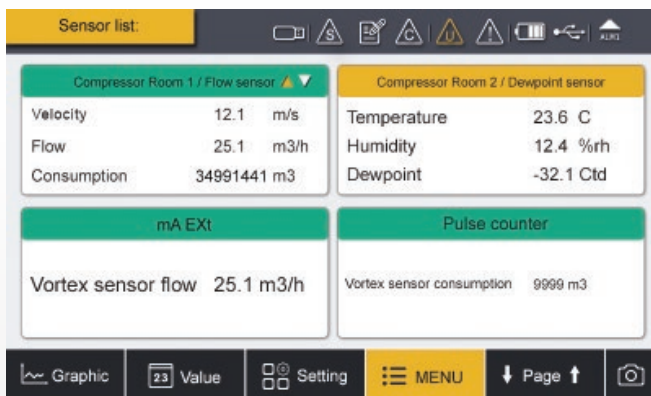 Sensor list:
S C U ! ALM1
Compressor Room 1 / Flow sensor
Velocity 12.1 m/s
Flow 25.1 m3/h
Consumption 34991441 m3
Compressor Room 2 / Dewpoint sensor
Temperature 23.6 C
Humidity 12.4 %rh
Dewpoint -32.1 Ctd
mA EXt
Vortex sensor flow 25.1 m3/h
Pulse counter
Vortex sensor consumption 9999 m3
Graphic 23 Value Setting MENU Page